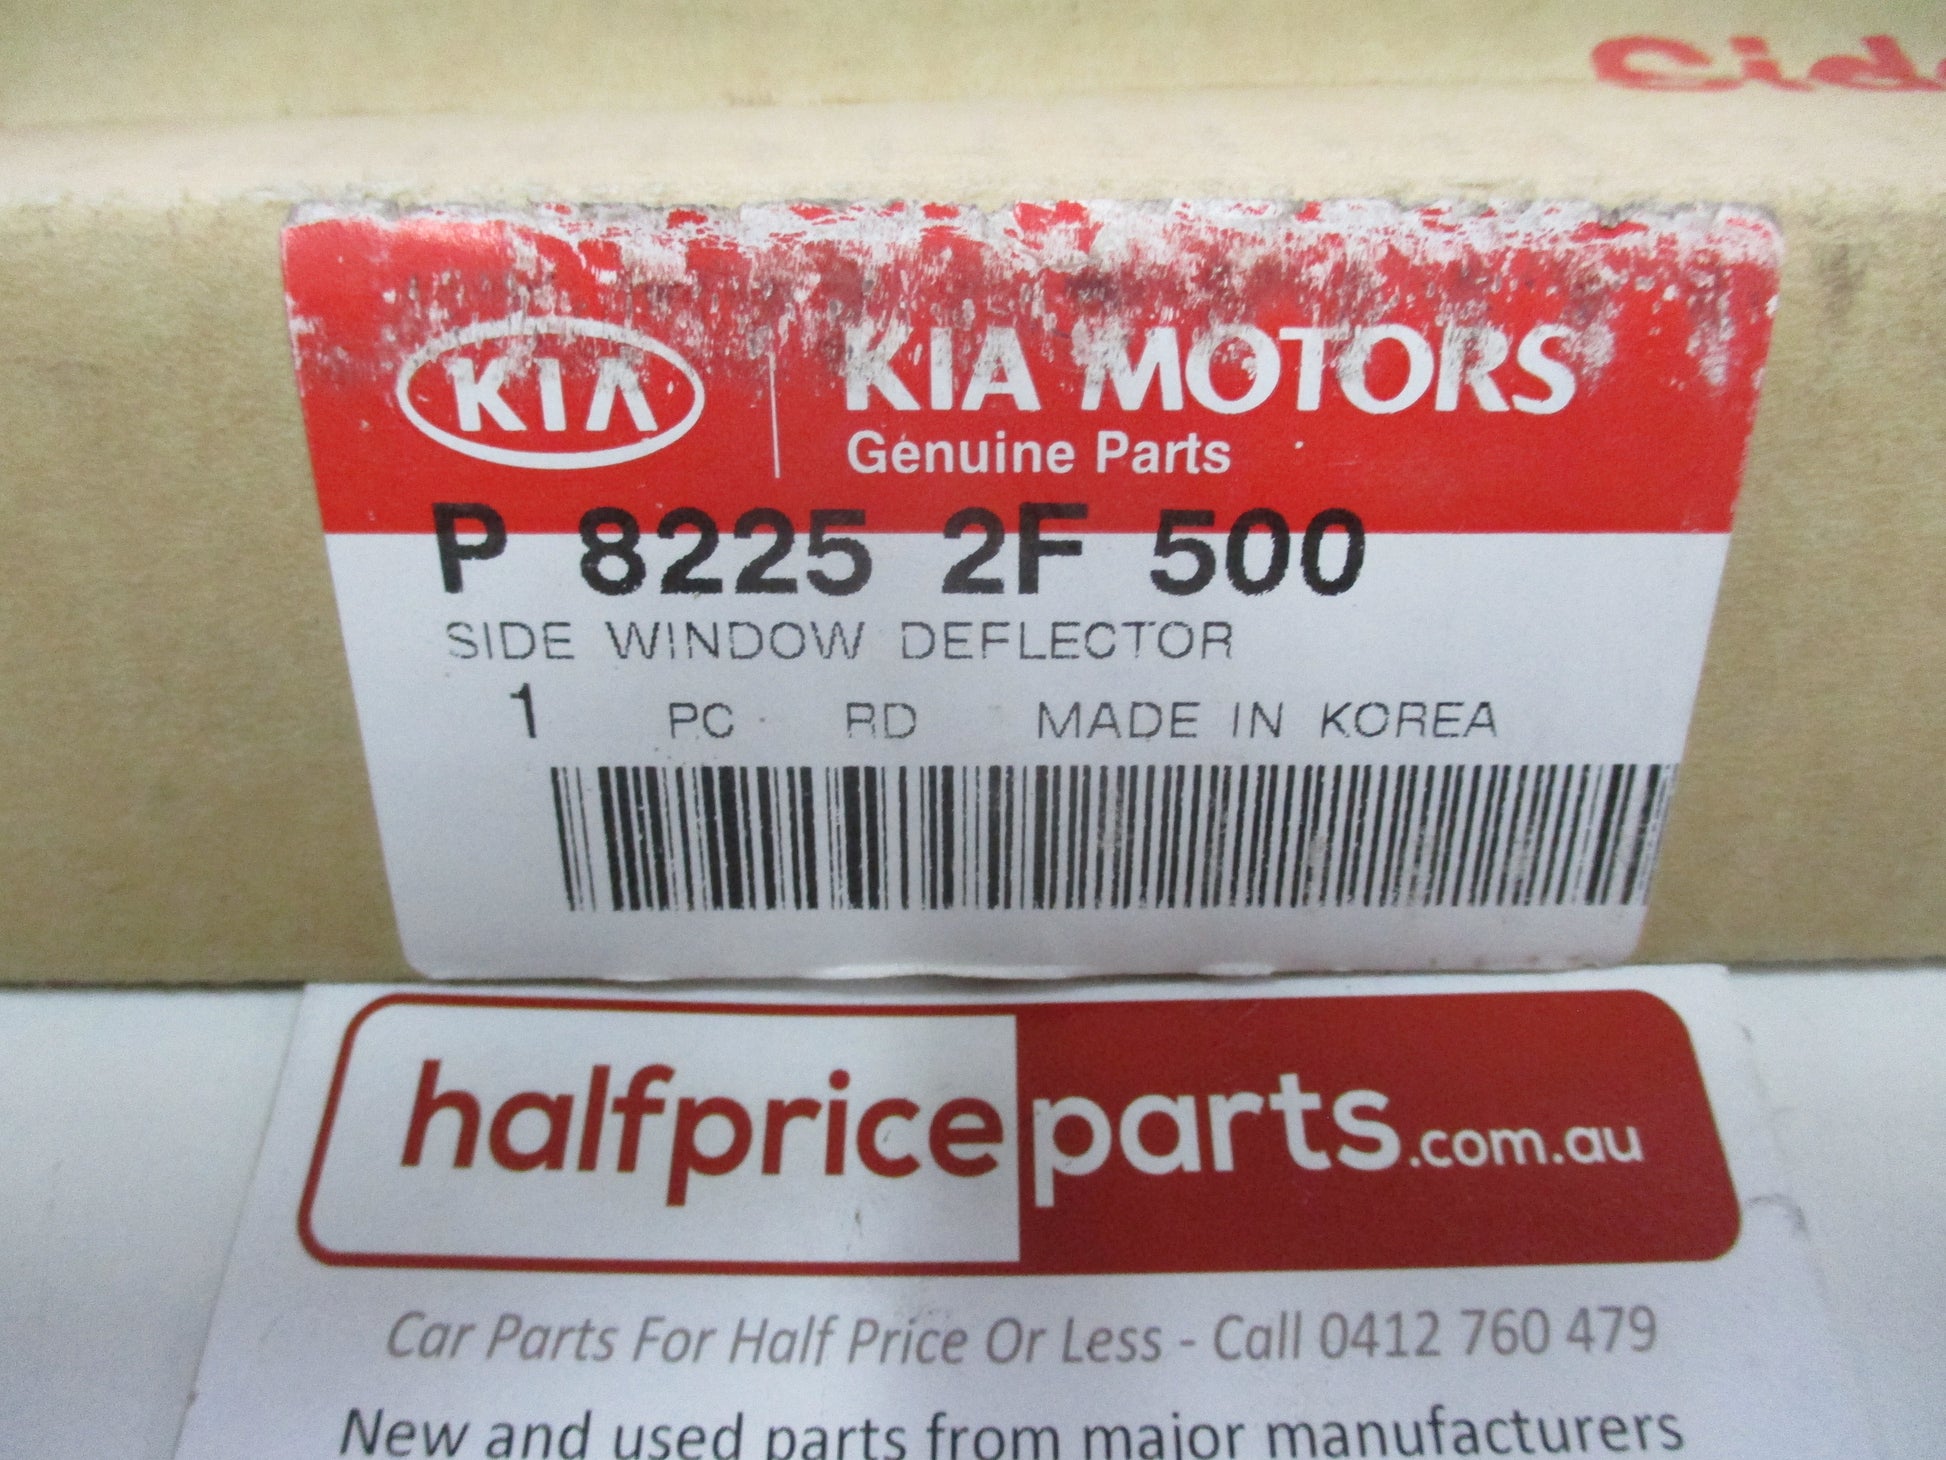 KIA
KIA MOTORS
Genuine Parts
P 8225 2F 500
SIDE WINDOW DEFLECTOR
1 PC RD MADE IN KOREA
halfpriceparts.com.au
Car Parts For Half Price Or Less - Call 0412 760 479
New and used parts from major manufacturers